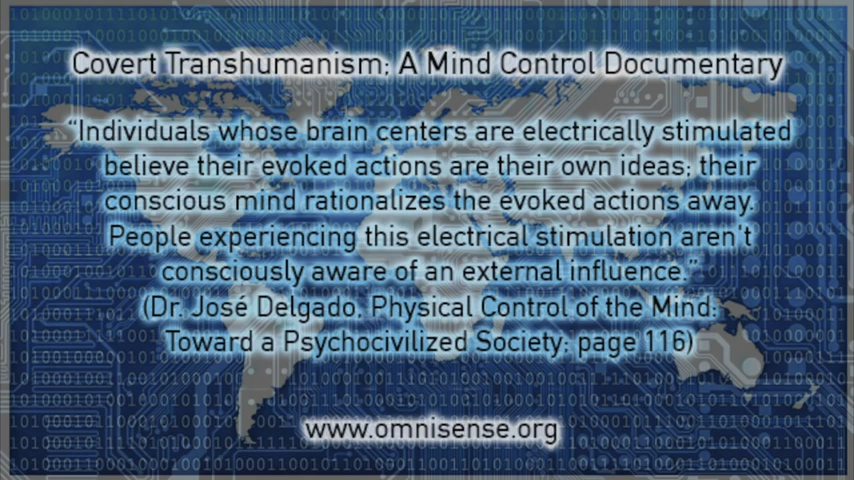 Covert Transhumanism; A Mind Control Documentary
“Individuals whose brain centers are electrically stimulated
believe their evoked actions are their own ideas; their
conscious mind rationalizes the evoked actions away.
People experiencing this electrical stimulation aren't
consciously aware of an external influence.”
(Dr. José Delgado, Physical Control of the Mind:
Toward a Psychocivilized Society; page 116)
www.omnisense.org